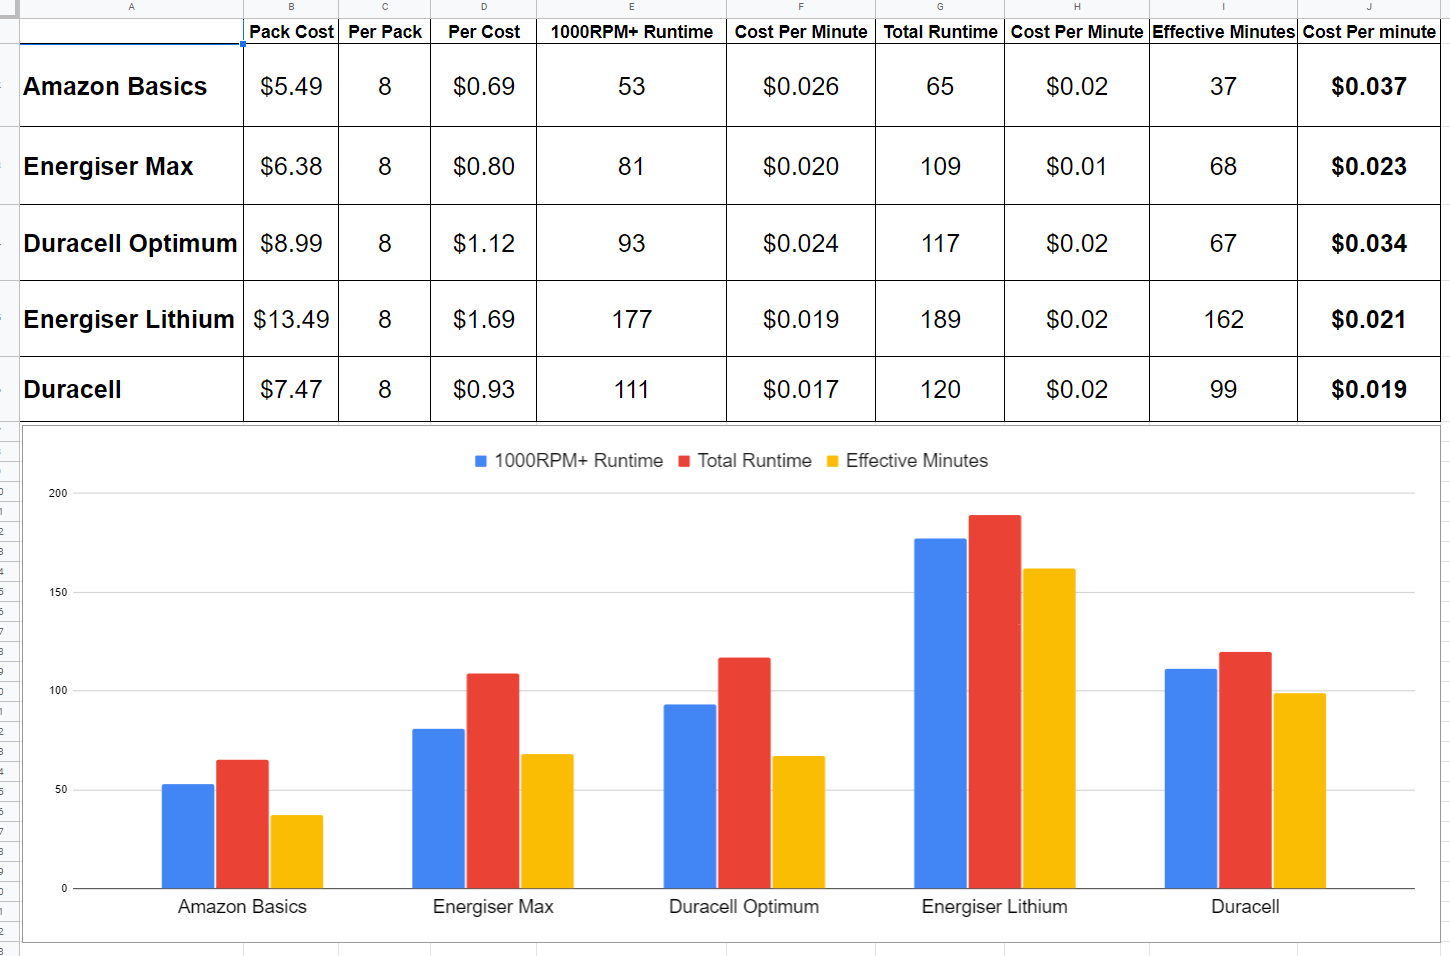 A B C D E F G H I J
Pack Cost Per Pack Per Cost 1000RPM+ Runtime Cost Per Minute Total Runtime Cost Per Minute Effective Minutes Cost Per minute
Amazon Basics $5.49 8 $0.69 53 $0.026 65 $0.02 37 $0.037
Energiser Max $6.38 8 $0.80 81 $0.020 109 $0.01 68 $0.023
Duracell Optimum $8.99 8 $1.12 93 $0.024 117 $0.02 67 $0.034
Energiser Lithium $13.49 8 $1.69 177 $0.019 189 $0.02 162 $0.021
Duracell $7.47 8 $0.93 111 $0.017 120 $0.02 99 $0.019
1000RPM+ Runtime Total Runtime Effective Minutes
200
150
100
50
0
Amazon Basics Energiser Max Duracell Optimum Energiser Lithium Duracell